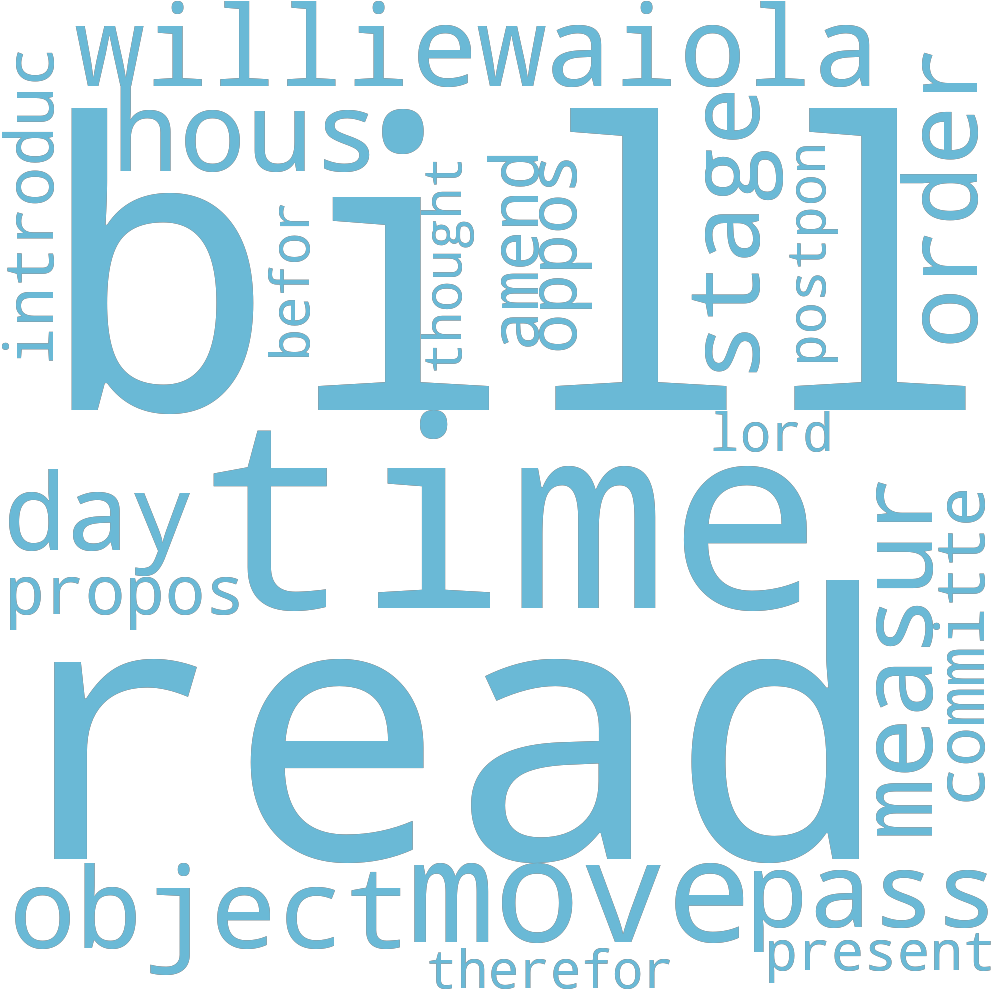 williewaiola
introduc
hous
bill
befor
thought
amend
oppos
stage
postpon
order
lord
time
day
propos
measur
committe
read
object
move
pass
present
therefor